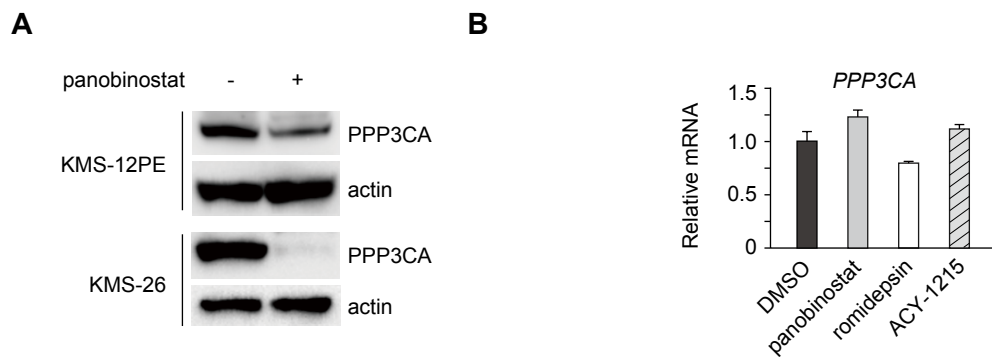 A
panobinostat - +
KMS-12PE
PPP3CA
actin
KMS-26
PPP3CA
actin
B
PPP3CA
Relative mRNA
1.5
1.0
0.5
0
DMSO
panobinostat
romidepsin
ACY-1215